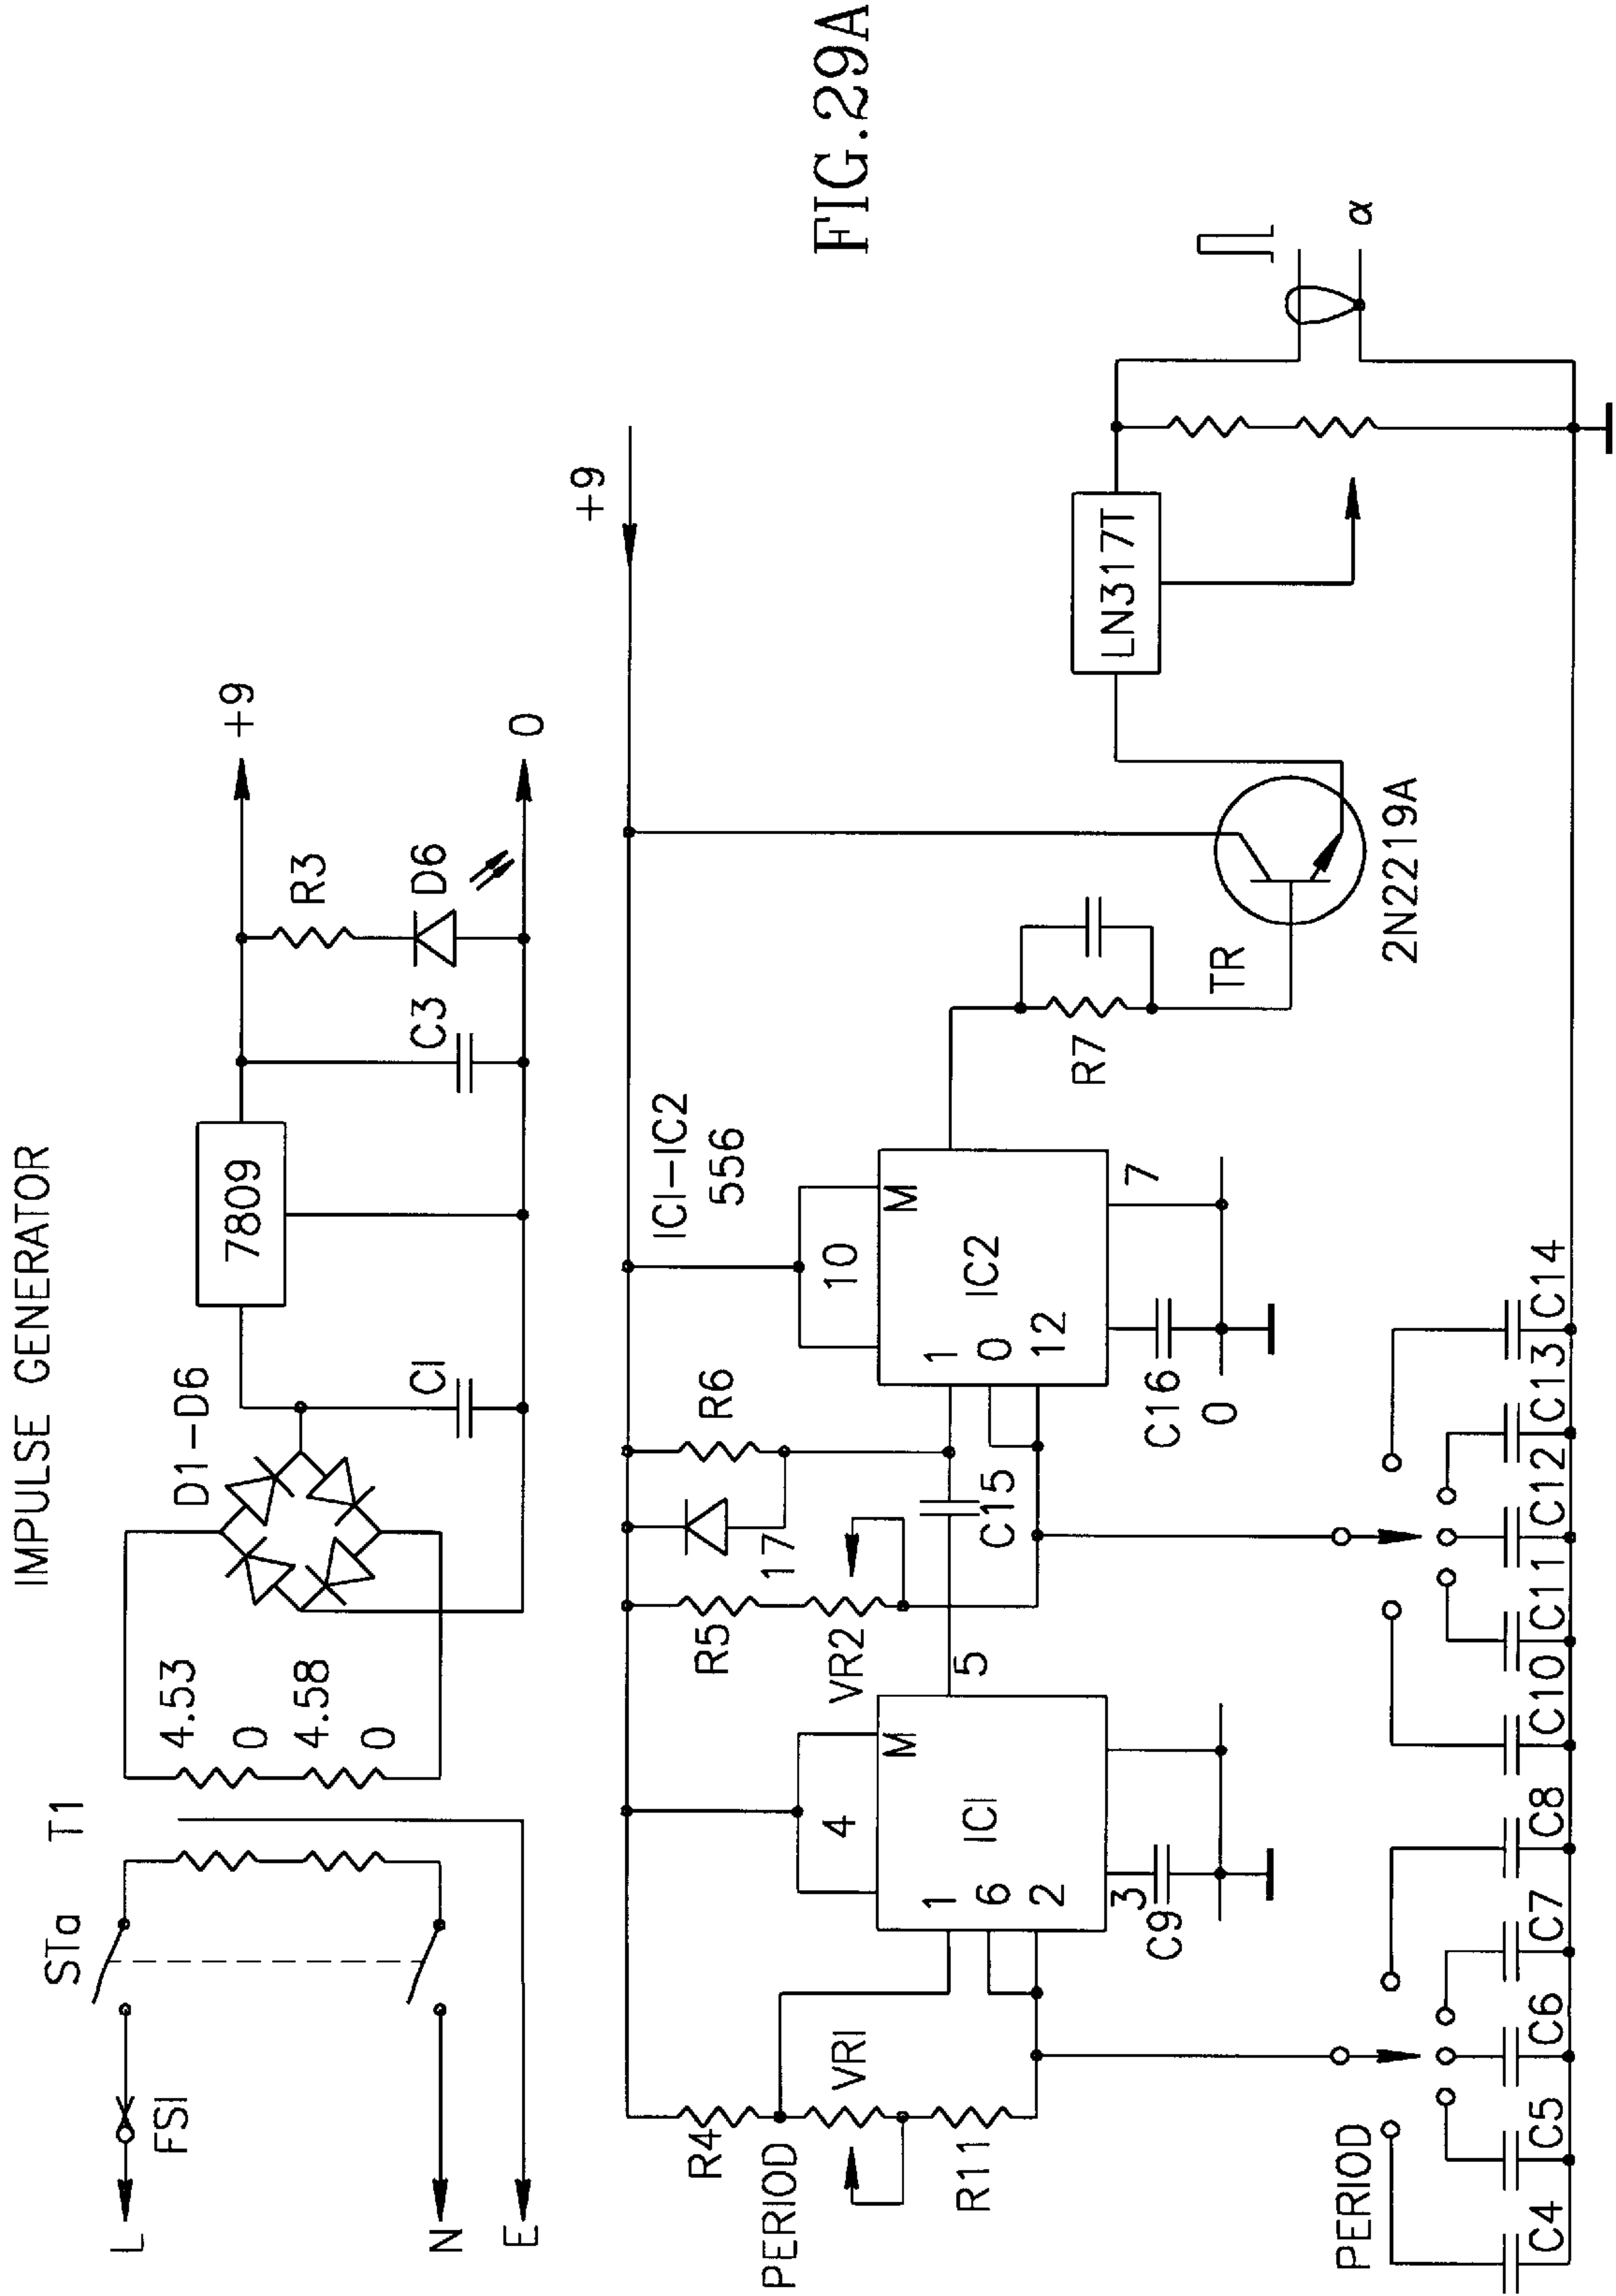 IMPULSE GENERATOR
L
FSI
STa
T1
4.53
0
4.58
0
D1-D6
7809
+9
N
E
CI
C3
R3
D6
0
+9
ICI-IC2
556
R4
PERIOD
VRI
R11
1
6
2
4
M
ICI
3
C9
5
R5
VR2
17
R6
C15
1
0
12
10
M
IC2
7
C16
0
R7
TR
2N2219A
LN317T
α
PERIOD
C4
C5
C6
C7
C8
C10
C11
C12
C13
C14
FIG.29A